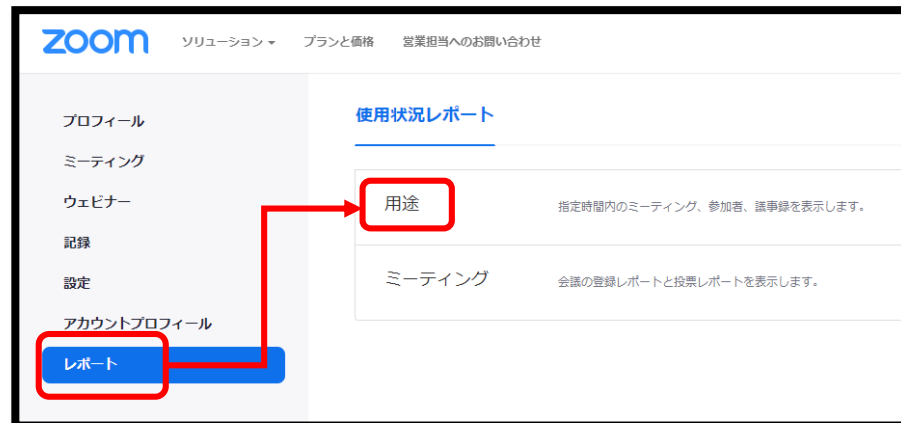 zoom ソリューション プランと価格 営業担当へのお問い合わせ
プロフィール
ミーティング
ウェビナー
記録
設定
アカウントプロフィール
レポート
使用状況レポート
用途 指定時間内のミーティング、参加者、議事録を表示します。
ミーティング 会議の登録レポートと投票レポートを表示します。